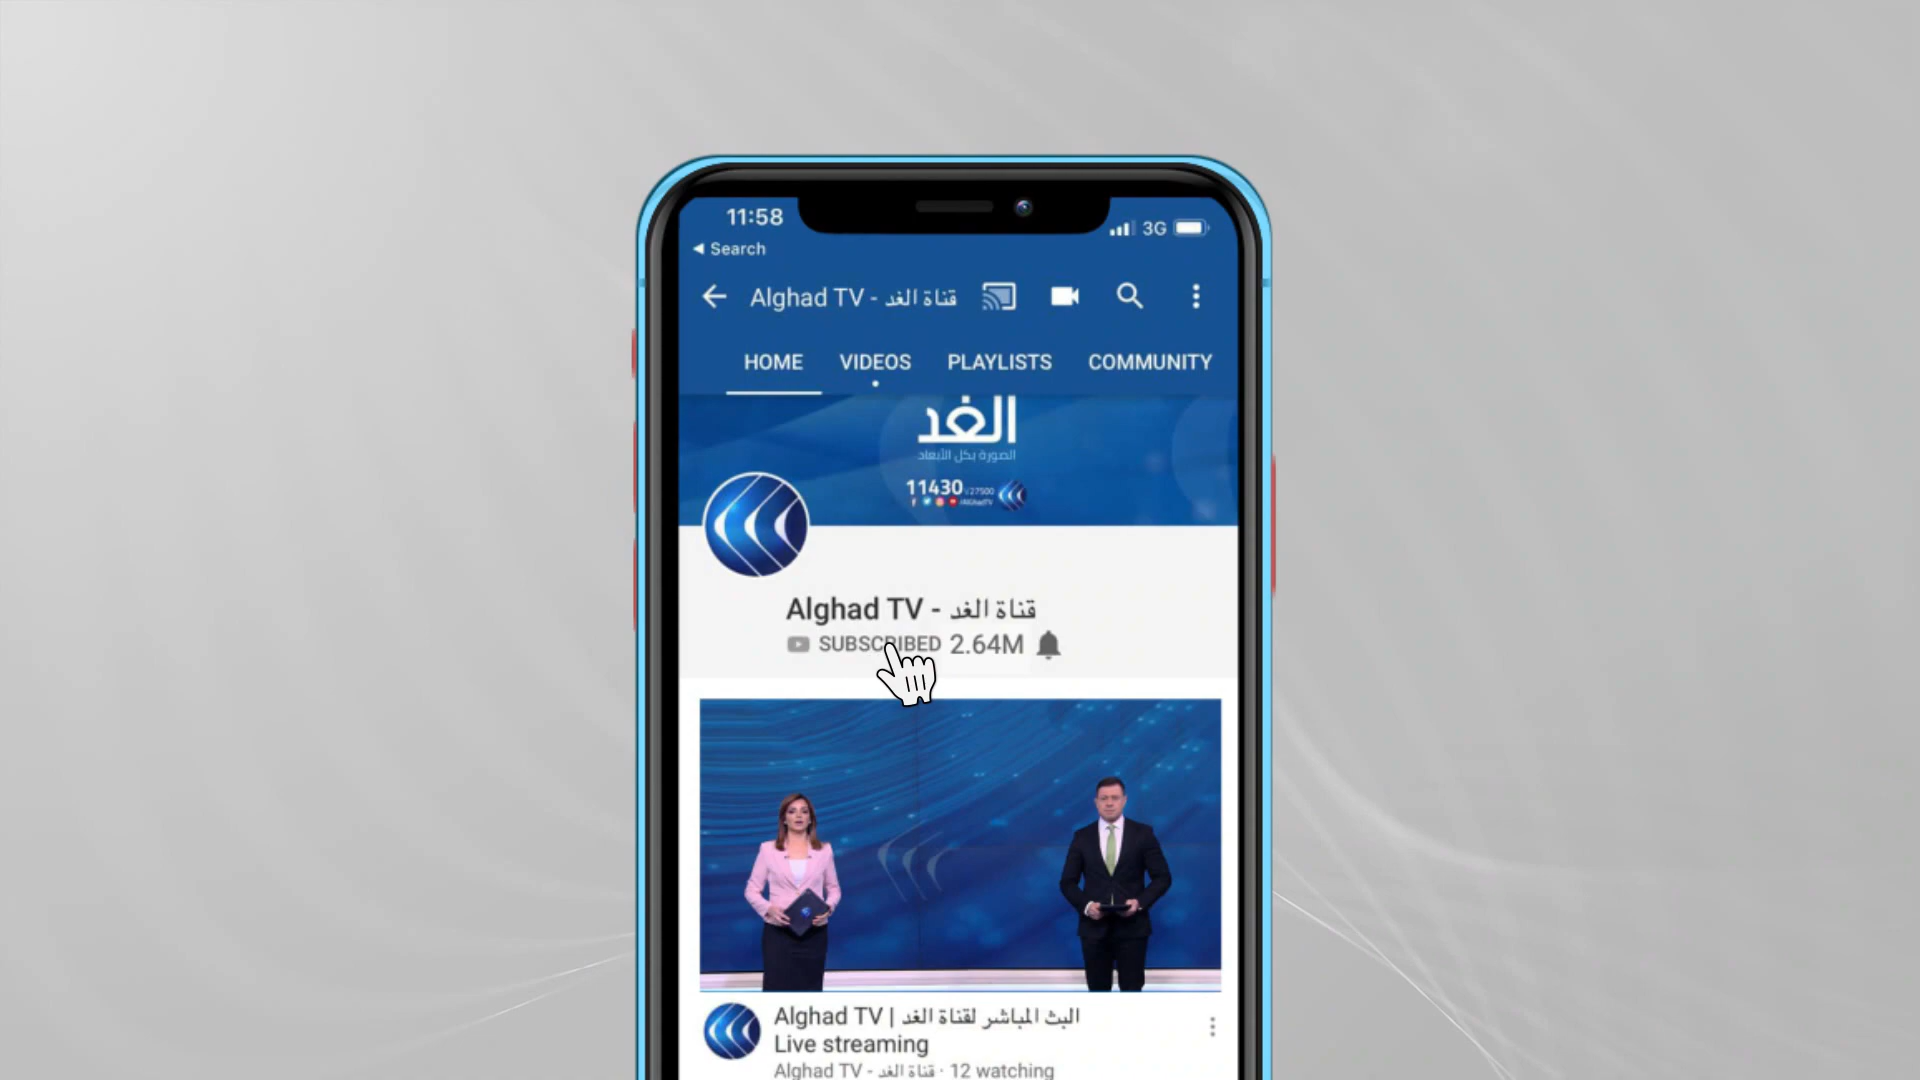 11:58
3G
Search
Alghad TV - قناة الغد
HOME VIDEOS PLAYLISTS COMMUNITY
الغد
الصورة بكل الأبعاد
11430
27500
AlGhadTV
Alghad TV - قناة الغد
SUBSCRIBED 2.64M
Alghad TV | البث المباشر لقناة الغد
Live streaming
Alghad TV - قناة الغد · 12 watching